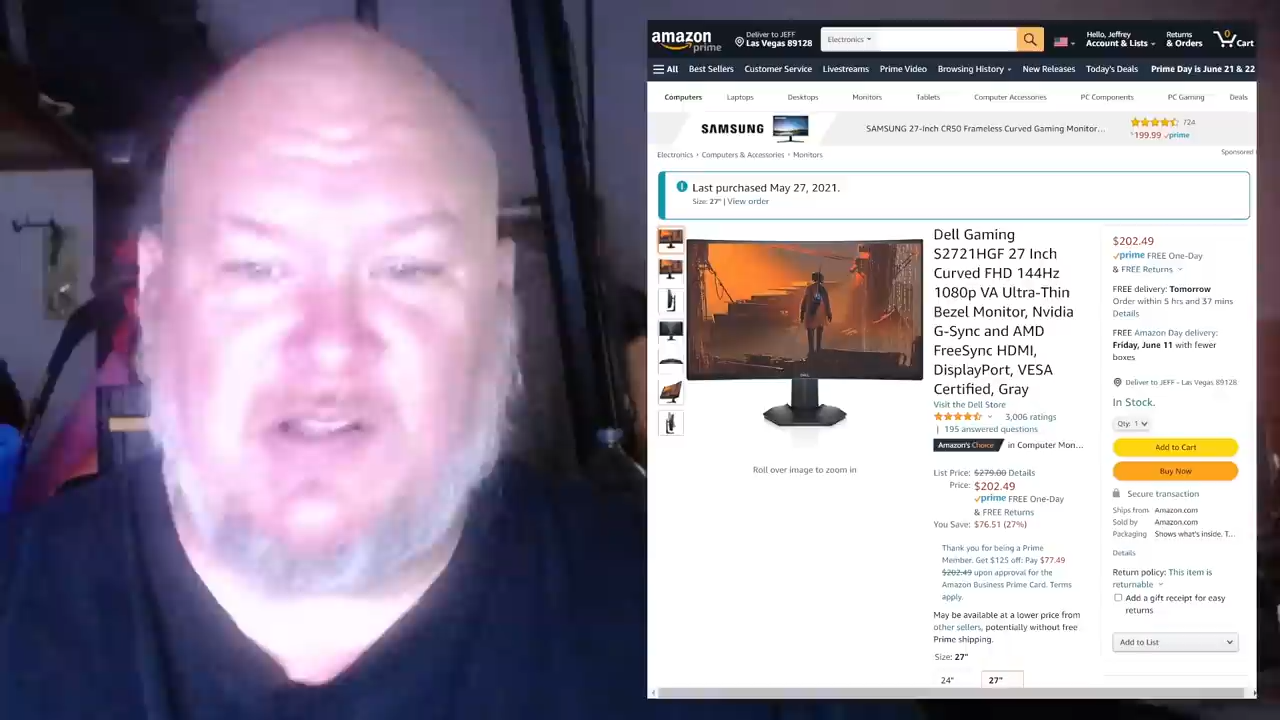 amazon
prime
Deliver to JEFF
Las Vegas 89128
Electronics
Hello, Jeffrey
Account & Lists
Returns
& Orders
0
Cart
All
Best Sellers
Customer Service
Livestreams
Prime Video
Browsing History
New Releases
Today's Deals
Prime Day is June 21 & 22
Computers
Laptops
Desktops
Monitors
Tablets
Computer Accessories
PC Components
PC Gaming
Deals
SAMSUNG
SAMSUNG 27-Inch CR50 Frameless Curved Gaming Monitor...
724
$199.99 prime
Electronics › Computers & Accessories › Monitors
Sponsored
Last purchased May 27, 2021.
Size: 27" | View order
Dell Gaming
S2721HGF 27 Inch
Curved FHD 144Hz
1080p VA Ultra-Thin
Bezel Monitor, Nvidia
G-Sync and AMD
FreeSync HDMI,
DisplayPort, VESA
Certified, Gray
Visit the Dell Store
3,006 ratings
| 195 answered questions
Amazon's Choice in Computer Mon...
List Price: $279.00 Details
Price: $202.49
prime FREE One-Day
& FREE Returns
You Save: $76.51 (27%)
Thank you for being a Prime
Member. Get $125 off: Pay $77.49
$202.49 upon approval for the
Amazon Business Prime Card. Terms
apply.
May be available at a lower price from
other sellers, potentially without free
Prime shipping.
Size: 27"
24"
27"
DELL
Roll over image to zoom in
$202.49
prime FREE One-Day
& FREE Returns
FREE delivery: Tomorrow
Order within 5 hrs and 37 mins
Details
FREE Amazon Day delivery:
Friday, June 11 with fewer
boxes
Deliver to JEFF - Las Vegas 89128
In Stock.
Qty: 1
Add to Cart
Buy Now
Secure transaction
Ships from Amazon.com
Sold by Amazon.com
Packaging Shows what's inside. T...
Details
Return policy: This item is
returnable
Add a gift receipt for easy
returns
Add to List